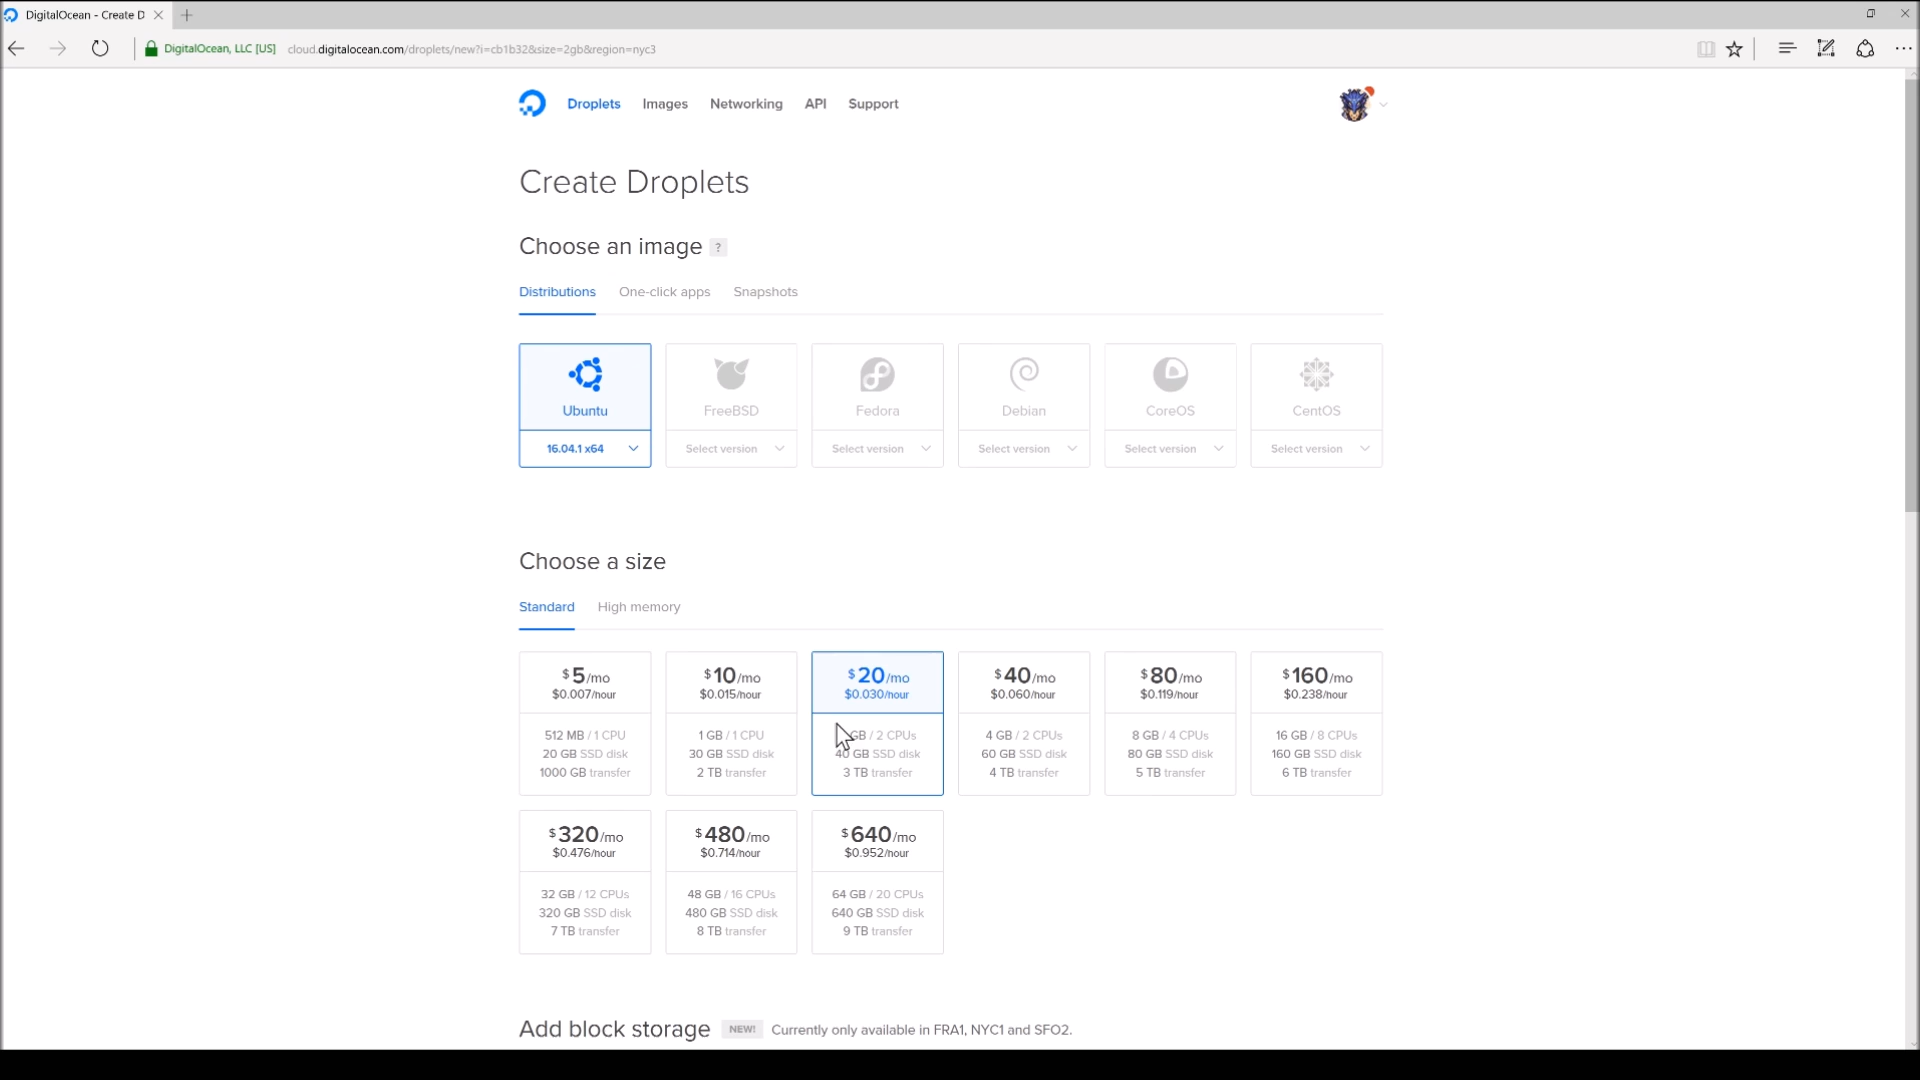 DigitalOcean - Create D
DigitalOcean, LLC [US] cloud.digitalocean.com/droplets/new?i=cb1b32&size=2gb&region=nyc3
Droplets Images Networking API Support
Create Droplets
Choose an image ?
Distributions One-click apps Snapshots
Ubuntu FreeBSD Fedora Debian CoreOS CentOS
16.04.1 x64 Select version Select version Select version Select version Select version
Choose a size
Standard High memory
$5/mo $10/mo $20/mo $40/mo $80/mo $160/mo
$0.007/hour $0.015/hour $0.030/hour $0.060/hour $0.119/hour $0.238/hour
512 MB / 1 CPU 1 GB / 1 CPU GB / 2 CPUs 4 GB / 2 CPUs 8 GB / 4 CPUs 16 GB / 8 CPUs
20 GB SSD disk 30 GB SSD disk 40 GB SSD disk 60 GB SSD disk 80 GB SSD disk 160 GB SSD disk
1000 GB transfer 2 TB transfer 3 TB transfer 4 TB transfer 5 TB transfer 6 TB transfer
$320/mo $480/mo $640/mo
$0.476/hour $0.714/hour $0.952/hour
32 GB / 12 CPUs 48 GB / 16 CPUs 64 GB / 20 CPUs
320 GB SSD disk 480 GB SSD disk 640 GB SSD disk
7 TB transfer 8 TB transfer 9 TB transfer
Add block storage NEW! Currently only available in FRA1, NYC1 and SFO2.